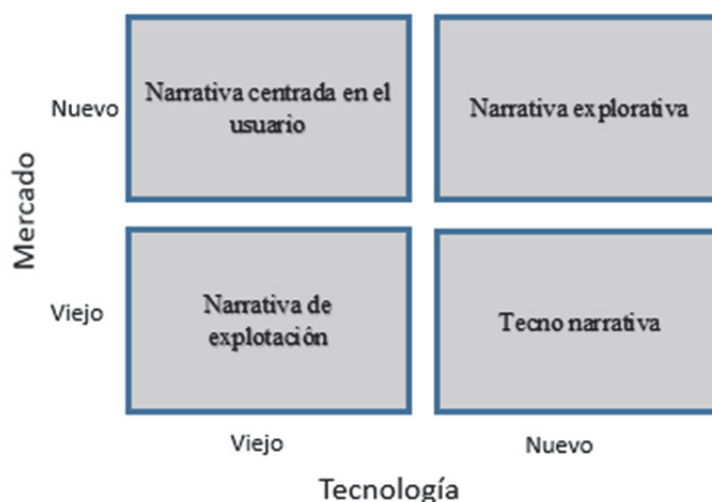 Mercado
Nuevo
Narrativa centrada en el
usuario
Narrativa explorativa
Viejo
Narrativa de
explotación
Tecno narrativa
Viejo
Nuevo
Tecnología